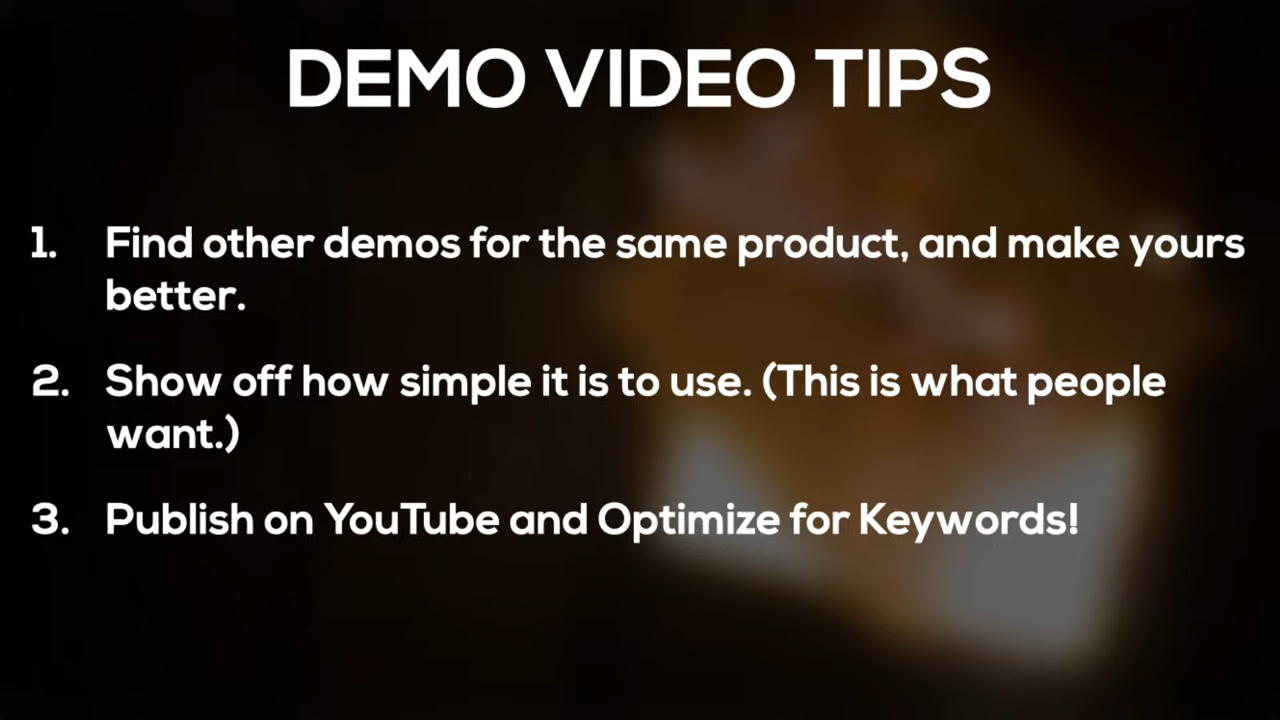 DEMO VIDEO TIPS
1. Find other demos for the same product, and make yours
better.
2. Show off how simple it is to use. (This is what people
want.)
3. Publish on YouTube and Optimize for Keywords!